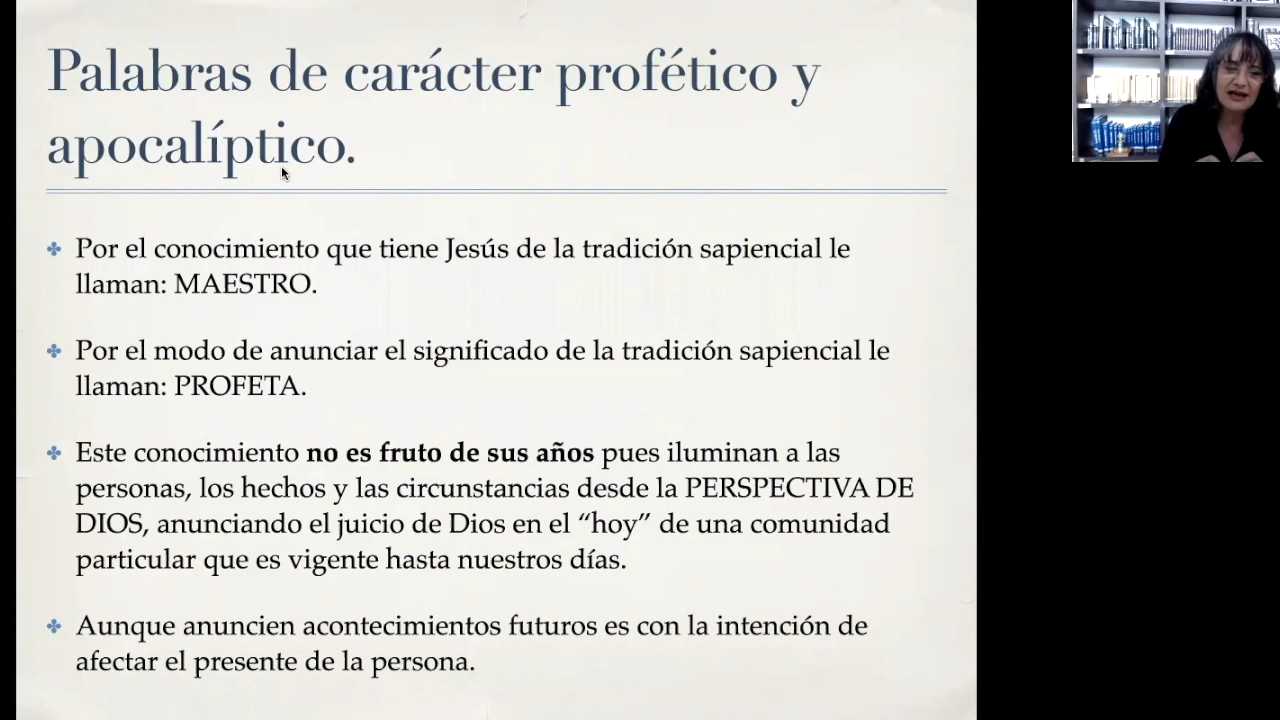 Palabras de carácter profético y
apocalíptico.
Por el conocimiento que tiene Jesús de la tradición sapiencial le
llaman: MAESTRO.
Por el modo de anunciar el significado de la tradición sapiencial le
llaman: PROFETA.
Este conocimiento no es fruto de sus años pues iluminan a las
personas, los hechos y las circunstancias desde la PERSPECTIVA DE
DIOS, anunciando el juicio de Dios en el “hoy” de una comunidad
particular que es vigente hasta nuestros días.
Aunque anuncien acontecimientos futuros es con la intención de
afectar el presente de la persona.